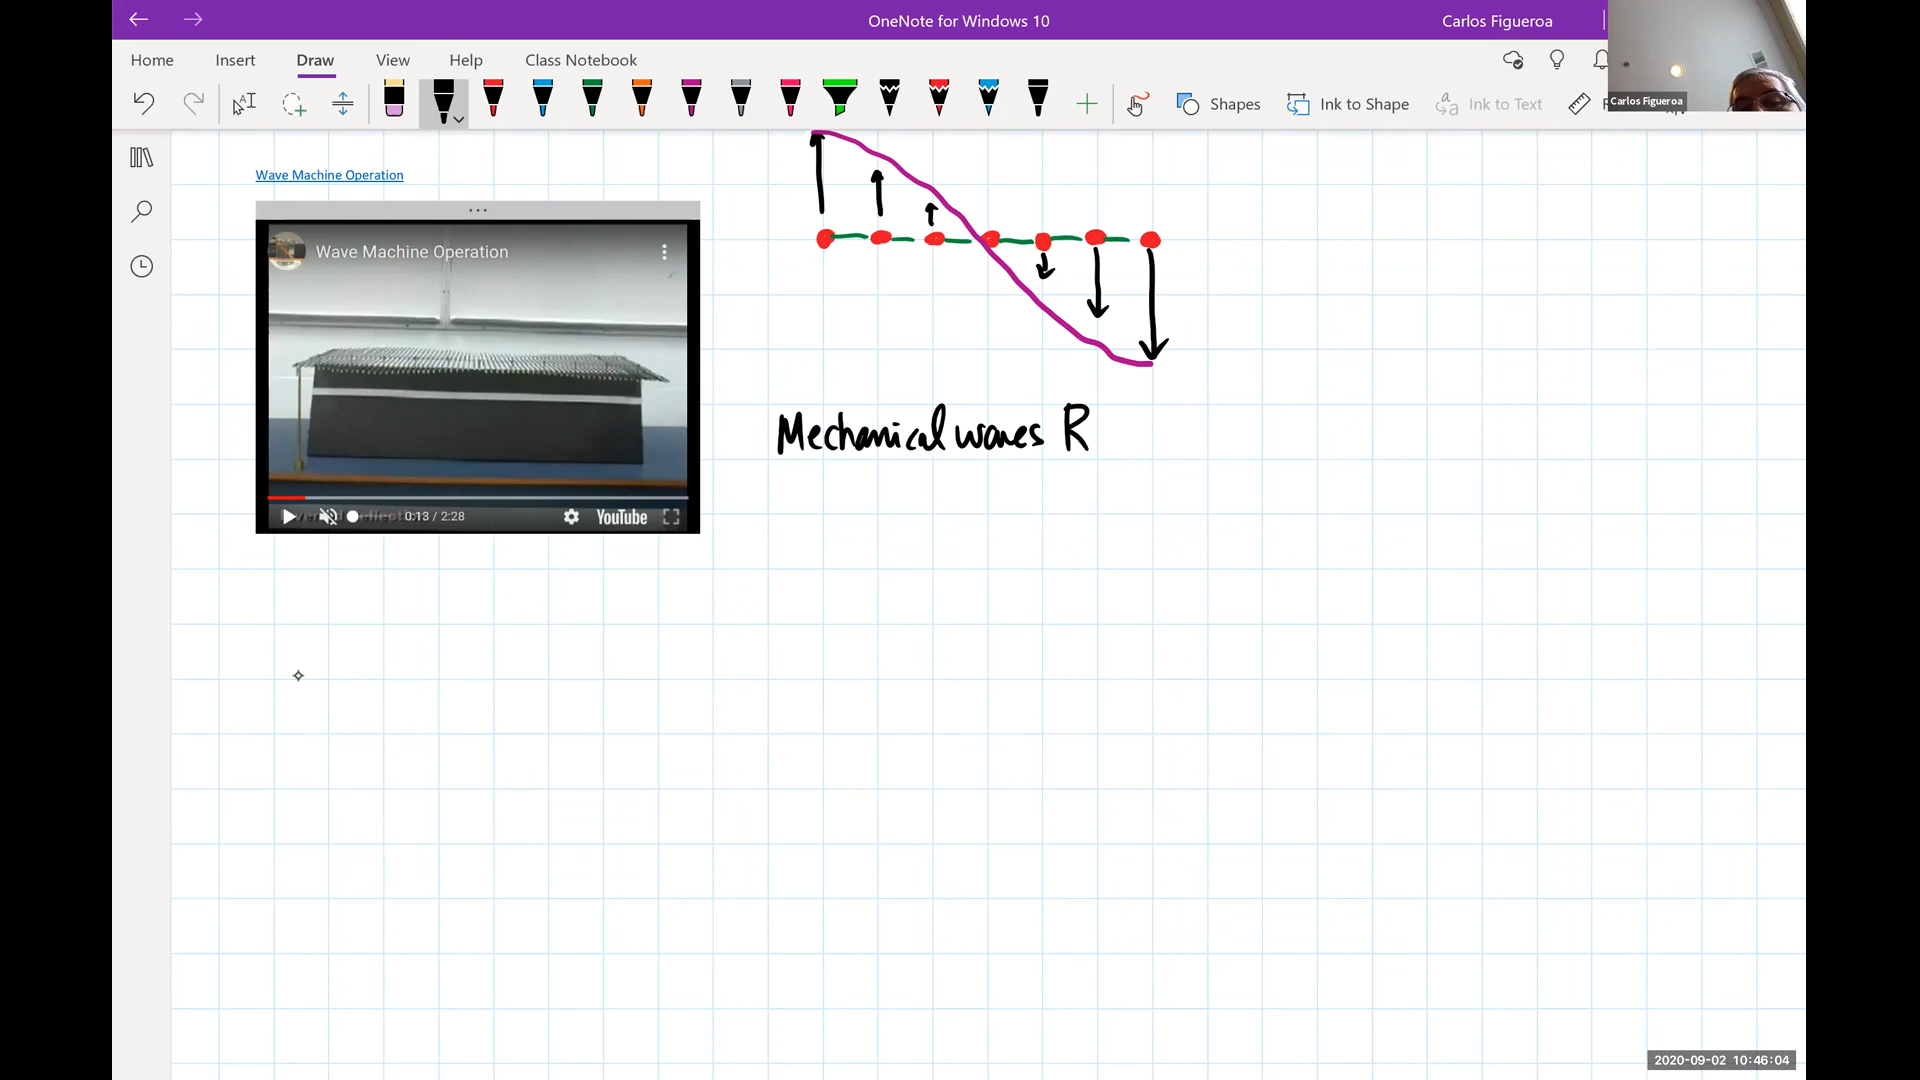 OneNote for Windows 10
Carlos Figueroa
Home Insert Draw View Help Class Notebook
Shapes Ink to Shape Ink to Text
Carlos Figueroa
Wave Machine Operation
Wave Machine Operation
0:13 / 2:28 YouTube
Mechanical waves R
2020-09-02 10:46:04